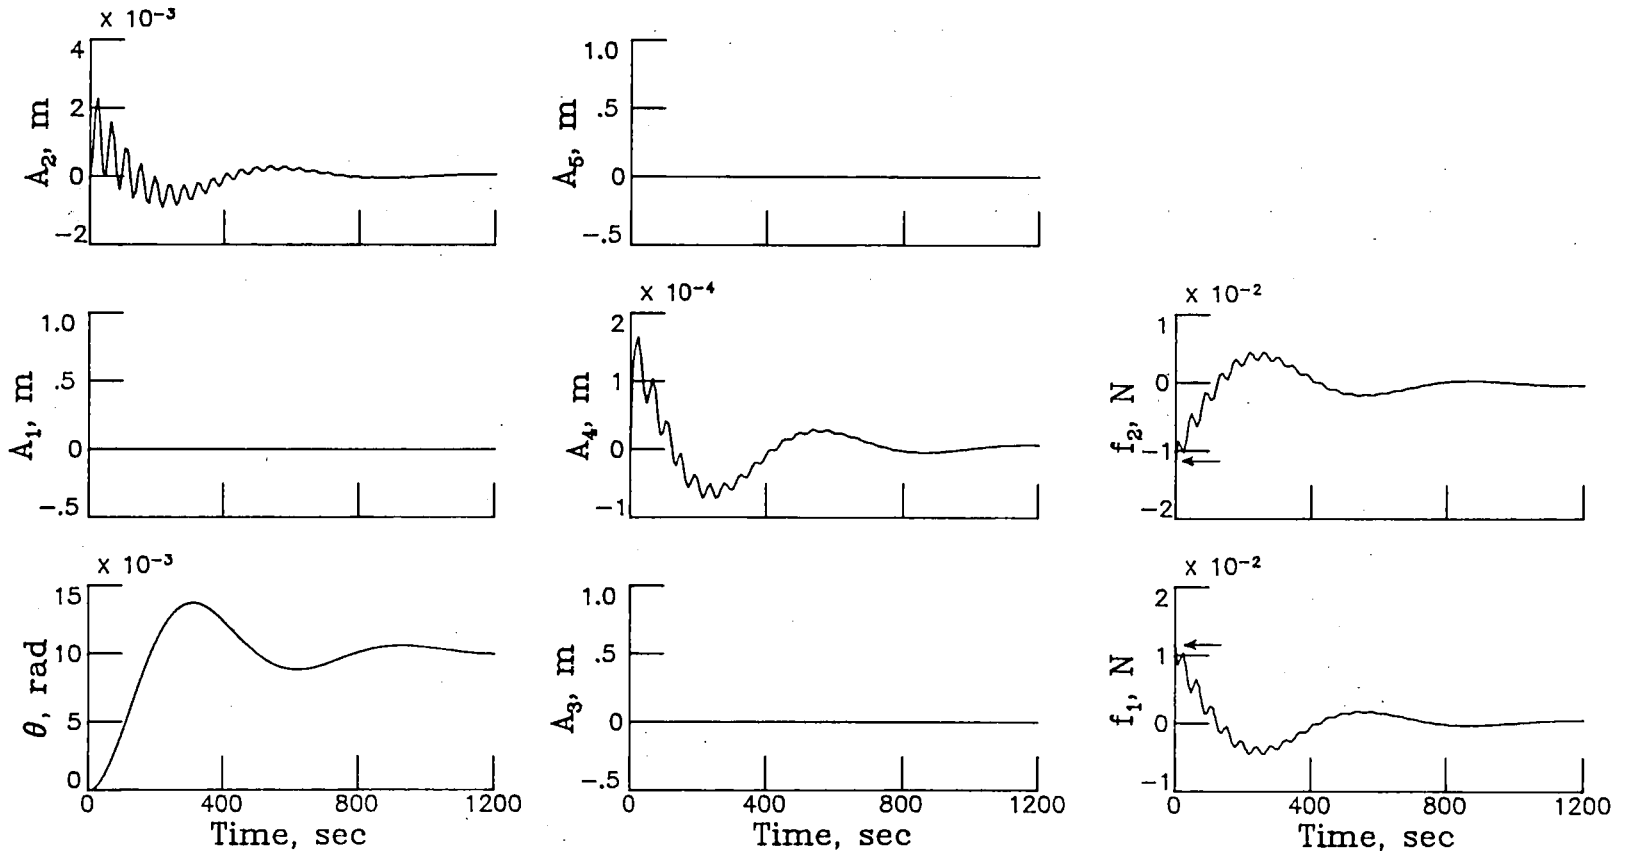 x 10⁻³
4
2
0
-2
A₂, m
1.0
.5
0
-.5
A₅, m
1.0
.5
0
-.5
A₁, m
x 10⁻⁴
2
1
0
-1
A₄, m
x 10⁻²
1
0
-1
-2
f₂, N
x 10⁻³
15
10
5
0
θ, rad
0 400 800 1200
Time, sec
1.0
.5
0
-.5
A₃, m
0 400 800 1200
Time, sec
x 10⁻²
2
1
0
-1
f₁, N
0 400 800 1200
Time, sec